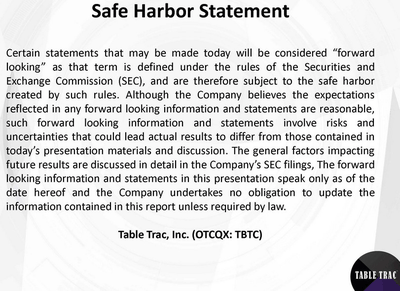 Safe Harbor Statement
Certain statements that may be made today will be considered “forward
looking” as that term is defined under the rules of the Securities and
Exchange Commission (SEC), and are therefore subject to the safe harbor
created by such rules. Although the Company believes the expectations
reflected in any forward looking information and statements are reasonable,
such forward looking information and statements involve risks and
uncertainties that could lead actual results to differ from those contained in
today’s presentation materials and discussion. The general factors impacting
future results are discussed in detail in the Company’s SEC filings, The forward
looking information and statements in this presentation speak only as of the
date hereof and the Company undertakes no obligation to update the
information contained in this report unless required by law.
Table Trac, Inc. (OTCQX: TBTC)
TABLE TRAC